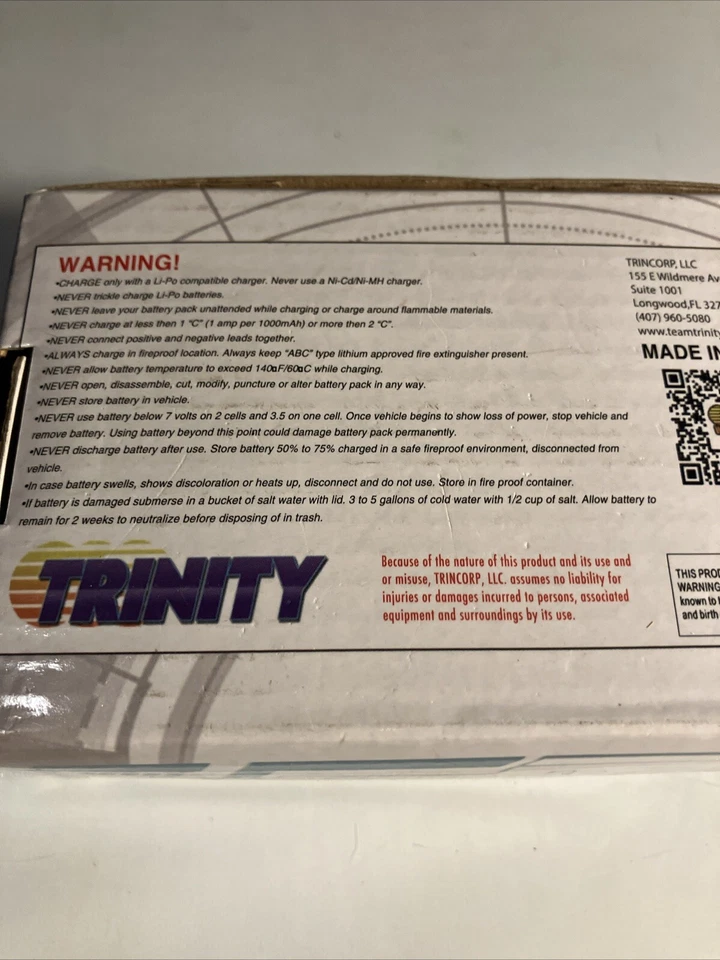 WARNING!
•CHARGE only with a Li-Po compatible charger. Never use a Ni-Cd/Ni-MH charger.
•NEVER trickle charge Li-Po batteries.
•NEVER leave your battery pack unattended while charging or charge around flammable materials.
•NEVER charge at less then 1 "C" (1 amp per 1000mAh) or more then 2 "C".
•NEVER connect positive and negative leads together.
•ALWAYS charge in fireproof location. Always keep "ABC" type lithium approved fire extinguisher present.
•NEVER allow battery temperature to exceed 140aF/60aC while charging.
•NEVER open, disassemble, cut, modify, puncture or alter battery pack in any way.
•NEVER store battery in vehicle.
•NEVER use battery below 7 volts on 2 cells and 3.5 on one cell. Once vehicle begins to show loss of power, stop vehicle and
remove battery. Using battery beyond this point could damage battery pack permanently.
•NEVER discharge battery after use. Store battery 50% to 75% charged in a safe fireproof environment, disconnected from
vehicle.
•In case battery swells, shows discoloration or heats up, disconnect and do not use. Store in fire proof container.
•If battery is damaged submerse in a bucket of salt water with lid. 3 to 5 gallons of cold water with 1/2 cup of salt. Allow battery to
remain for 2 weeks to neutralize before disposing of in trash.
TRINITY
Because of the nature of this product and its use and
or misuse, TRINCORP, LLC. assumes no liability for
injuries or damages incurred to persons, associated
equipment and surroundings by its use.
TRINCORP, LLC
155 E Wildmere Av
Suite 1001
Longwood,FL 327
(407) 960-5080
www.teamtrinity
MADE IN
THIS PROD
WARNING
known to
and birth